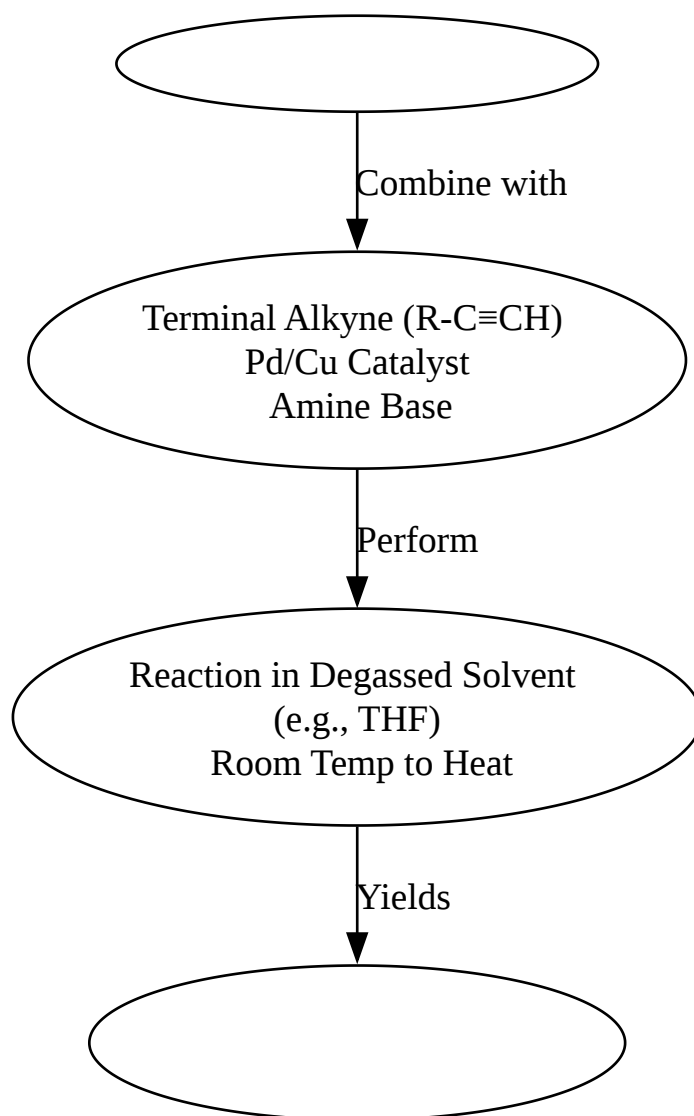 Combine with
Terminal Alkyne (R-C≡CH)
Pd/Cu Catalyst
Amine Base
Perform
Reaction in Degassed Solvent
(e.g., THF)
Room Temp to Heat
Yields